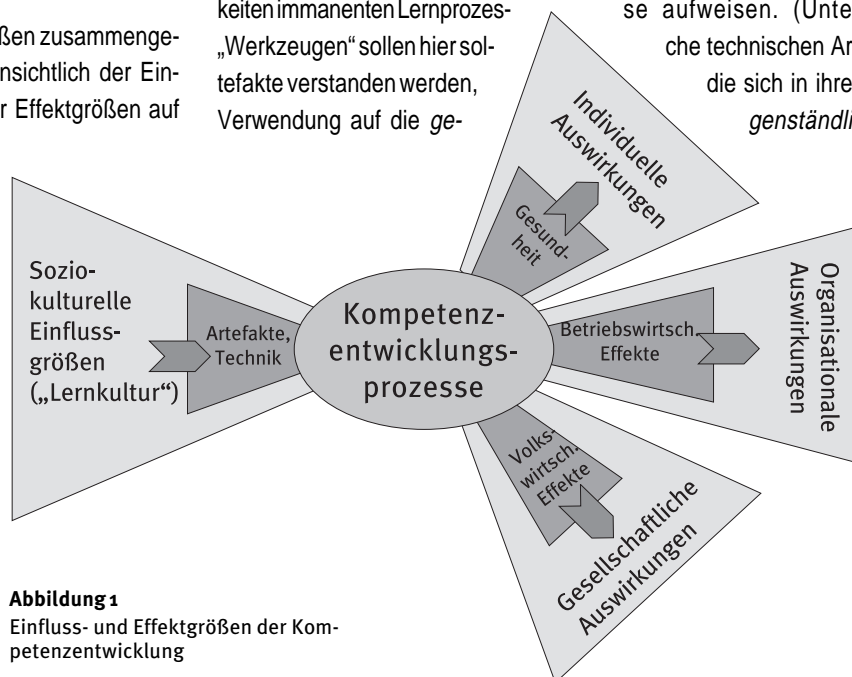 ßen zusammenge-
nsichtlich der Ein-
r Effektgrößen auf
keiten immanenten Lernprozes-
„Werkzeugen“ sollen hier sol-
tefakte verstanden werden,
Verwendung auf die ge-
se aufweisen. (Unte
che technischen Ar
die sich in ihre
genständli
Sozio-
kulturelle
Einfluss-
größen
(„Lernkultur“)
Artefakte,
Technik
Kompetenz-
entwicklungs-
prozesse
Individuelle
Auswirkungen
Gesund-
heit
Betriebswirtsch.
Effekte
Organisationale
Auswirkungen
Volks-
wirtsch.
Effekte
Gesellschaftliche
Auswirkungen
Abbildung 1
Einfluss- und Effektgrößen der Kom-
petenzentwicklung